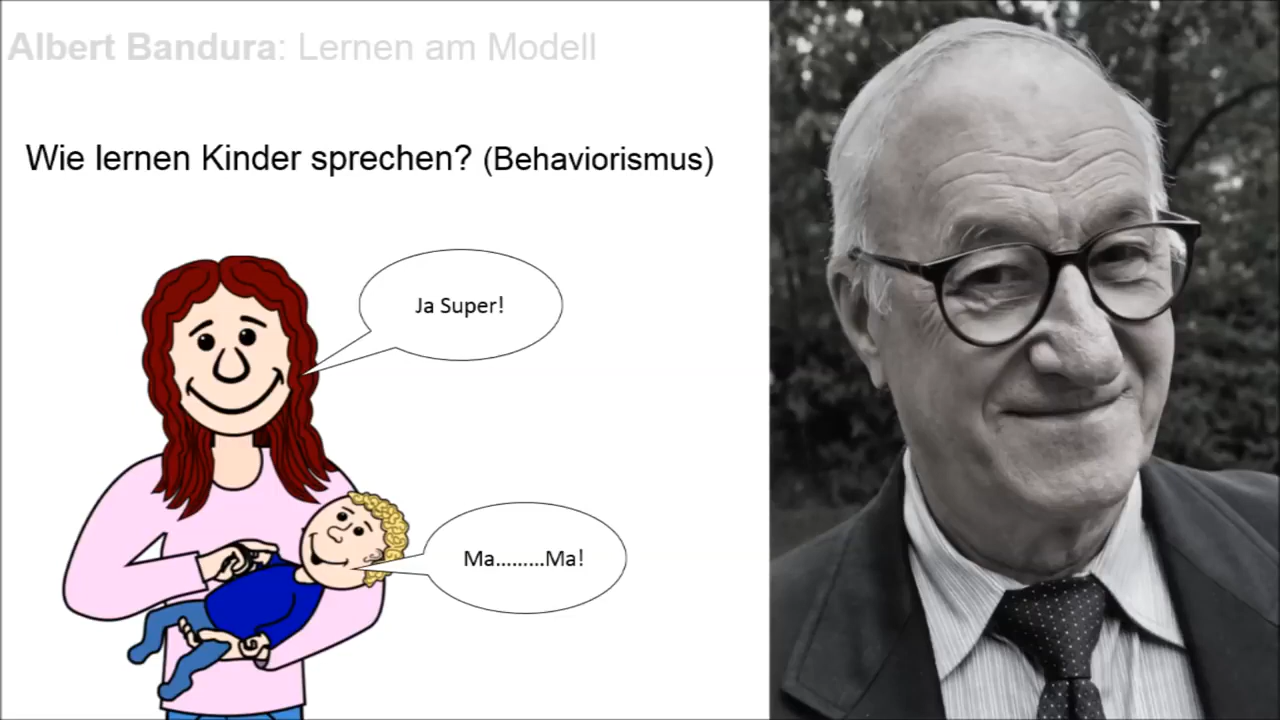 Albert Bandura: Lernen am Modell
Wie lernen Kinder sprechen? (Behaviorismus)
Ja Super!
Ma.........Ma!